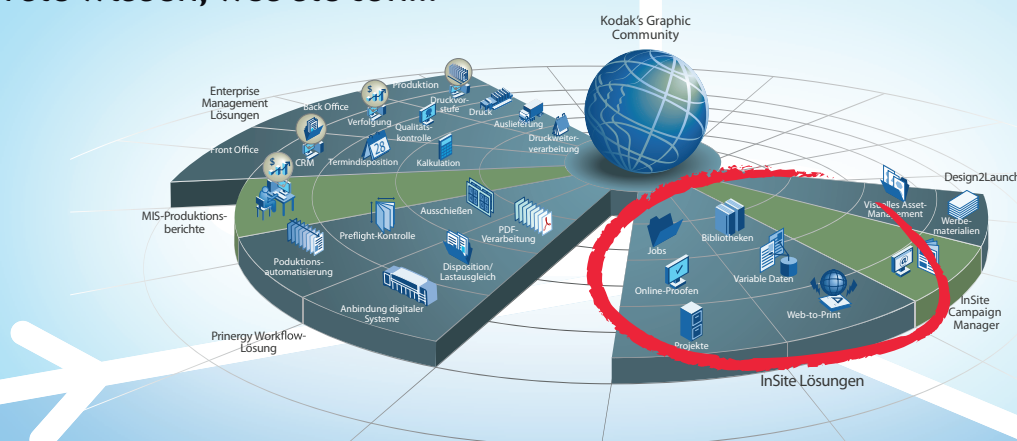 Kodak's Graphic
Community
Enterprise
Management
Lösungen
Back Office
Front Office
Produktion
Druckvor-
stufe
Druck
Auslieferung
Druckweiter-
verarbeitung
Verfolgung
Qualitäts-
kontrolle
CRM
Termindisposition
28
Kalkulation
MIS-Produktions-
berichte
Ausschießen
PDF-
Verarbeitung
Preflight-Kontrolle
Poduktions-
automatisierung
Disposition/
Lastausgleich
Anbindung digitaler
Systeme
Prinergy Workflow-
Lösung
Jobs
Bibliotheken
Online-Proofen
Variable Daten
Web-to-Print
Projekte
InSite Lösungen
Visuelles Asset-
Management
Design2Launch
Werbe-
materialien
InSite
Campaign
Manager